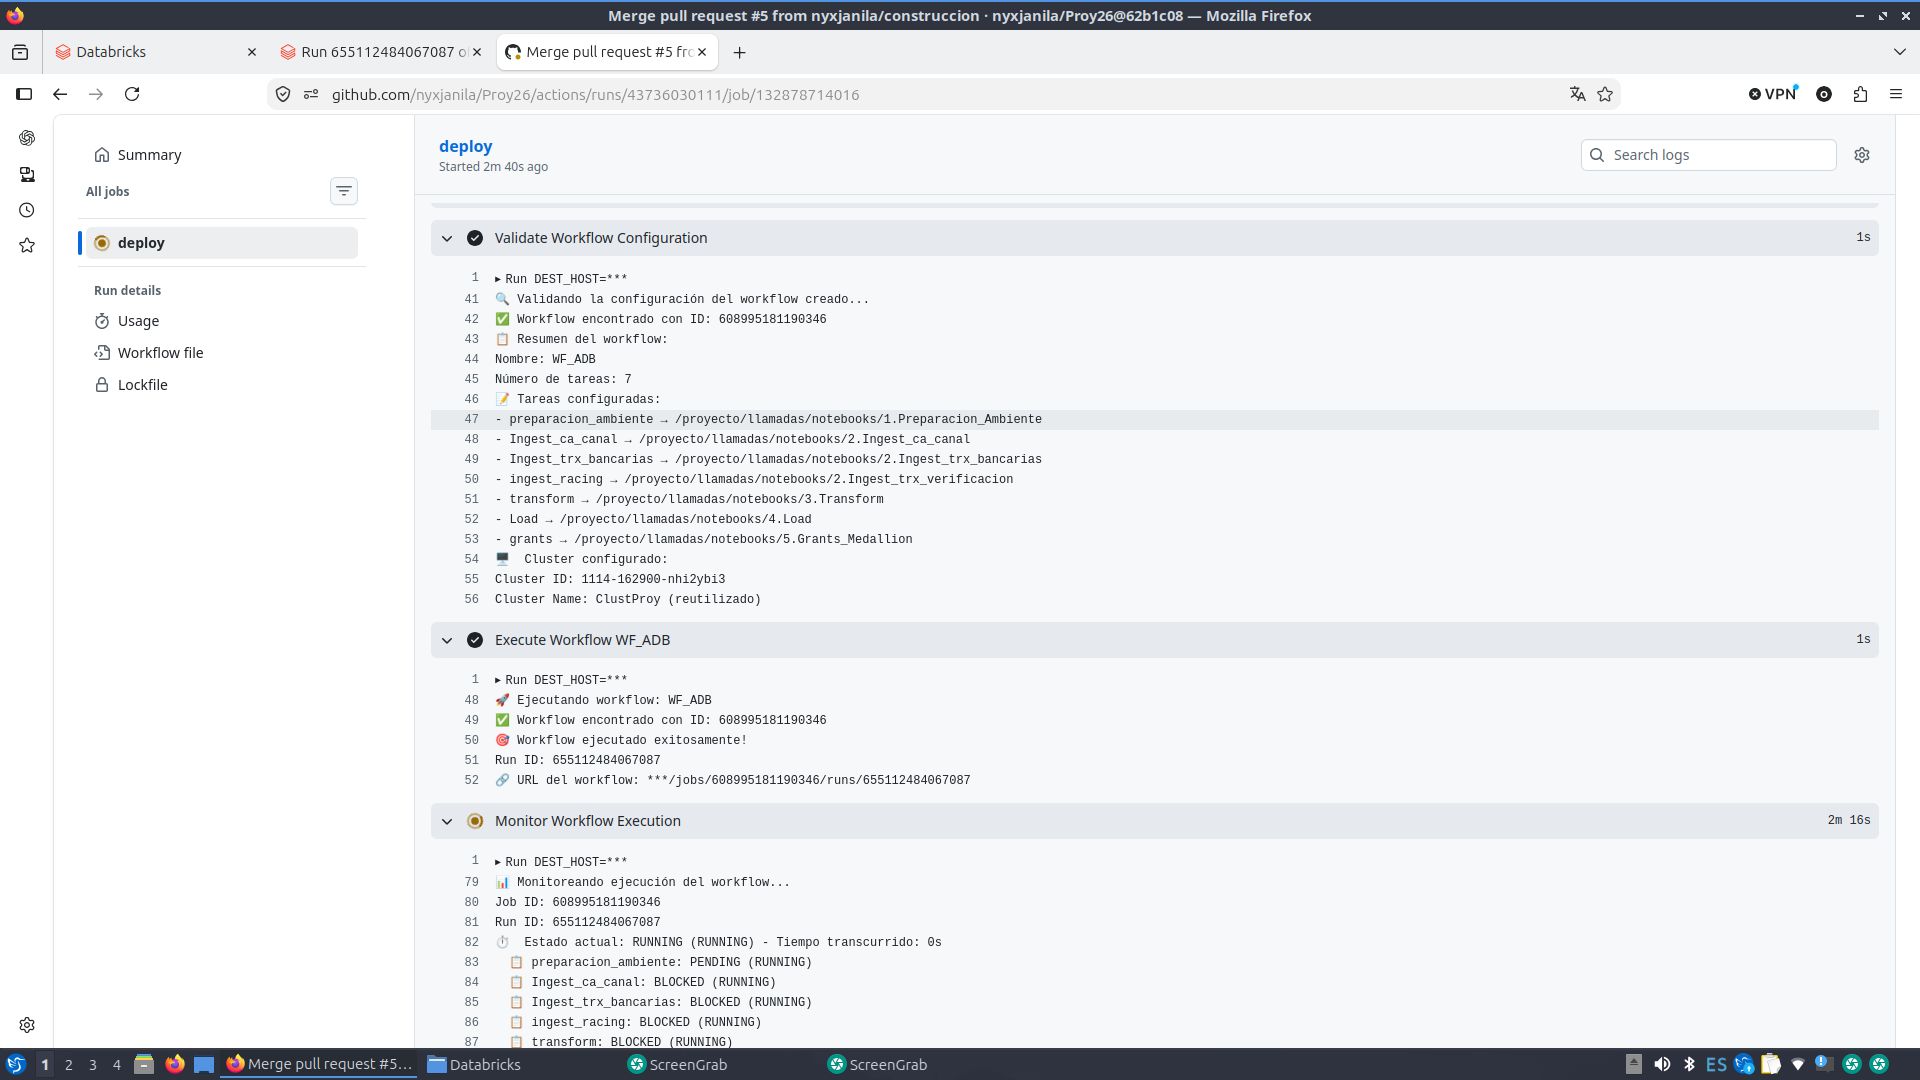 Merge pull request #5 from nyxjanila/construccion · nyxjanila/Proy26@62b1c08 — Mozilla Firefox
Databricks
Run 655112484067087 o
Merge pull request #5 fro
github.com/nyxjanila/Proy26/actions/runs/43736030111/job/132878714016
VPN
Summary
All jobs
deploy
Run details
Usage
Workflow file
Lockfile
deploy
Started 2m 40s ago
Search logs
Validate Workflow Configuration 1s
1 ▸ Run DEST_HOST=***
41 🔍 Validando la configuración del workflow creado...
42 ✅ Workflow encontrado con ID: 608995181190346
43 📋 Resumen del workflow:
44 Nombre: WF_ADB
45 Número de tareas: 7
46 📝 Tareas configuradas:
47 - preparacion_ambiente → /proyecto/llamadas/notebooks/1.Preparacion_Ambiente
48 - Ingest_ca_canal → /proyecto/llamadas/notebooks/2.Ingest_ca_canal
49 - Ingest_trx_bancarias → /proyecto/llamadas/notebooks/2.Ingest_trx_bancarias
50 - ingest_racing → /proyecto/llamadas/notebooks/2.Ingest_trx_verificacion
51 - transform → /proyecto/llamadas/notebooks/3.Transform
52 - Load → /proyecto/llamadas/notebooks/4.Load
53 - grants → /proyecto/llamadas/notebooks/5.Grants_Medallion
54 🖥️ Cluster configurado:
55 Cluster ID: 1114-162900-nhi2ybi3
56 Cluster Name: ClustProy (reutilizado)
Execute Workflow WF_ADB 1s
1 ▸ Run DEST_HOST=***
48 🚀 Ejecutando workflow: WF_ADB
49 ✅ Workflow encontrado con ID: 608995181190346
50 🎯 Workflow ejecutado exitosamente!
51 Run ID: 655112484067087
52 🔗 URL del workflow: ***/jobs/608995181190346/runs/655112484067087
Monitor Workflow Execution 2m 16s
1 ▸ Run DEST_HOST=***
79 📊 Monitoreando ejecución del workflow...
80 Job ID: 608995181190346
81 Run ID: 655112484067087
82 ⏱️ Estado actual: RUNNING (RUNNING) - Tiempo transcurrido: 0s
83 📋 preparacion_ambiente: PENDING (RUNNING)
84 📋 Ingest_ca_canal: BLOCKED (RUNNING)
85 📋 Ingest_trx_bancarias: BLOCKED (RUNNING)
86 📋 ingest_racing: BLOCKED (RUNNING)
87 📋 transform: BLOCKED (RUNNING)
1 2 3 4 Merge pull request #5... Databricks ScreenGrab ScreenGrab ES